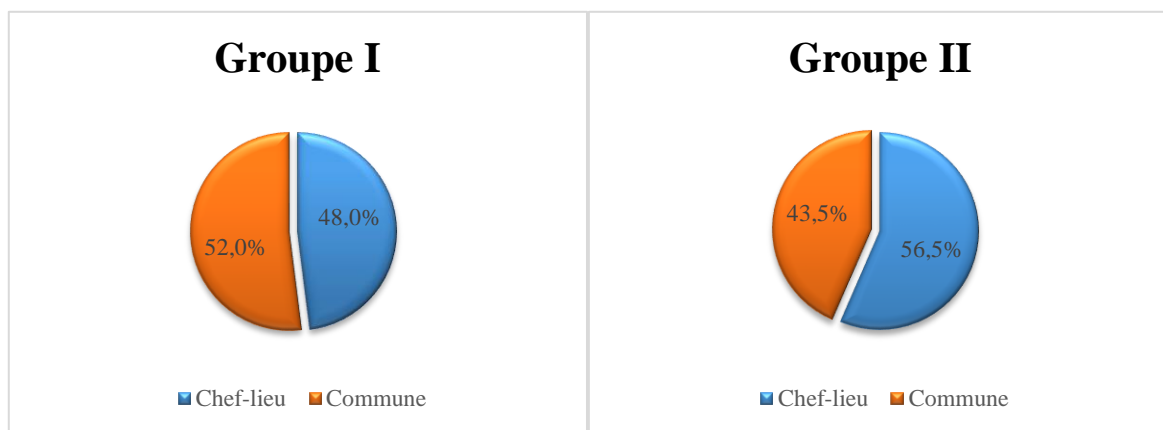 Groupe I
48,0%
52,0%
Chef-lieu Commune
Groupe II
43,5%
56,5%
Chef-lieu Commune